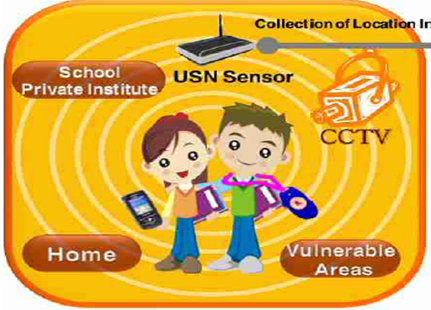 Collection of Location In
USN Sensor
School
Private Institute
CCTV
Home
Vulnerable
Areas